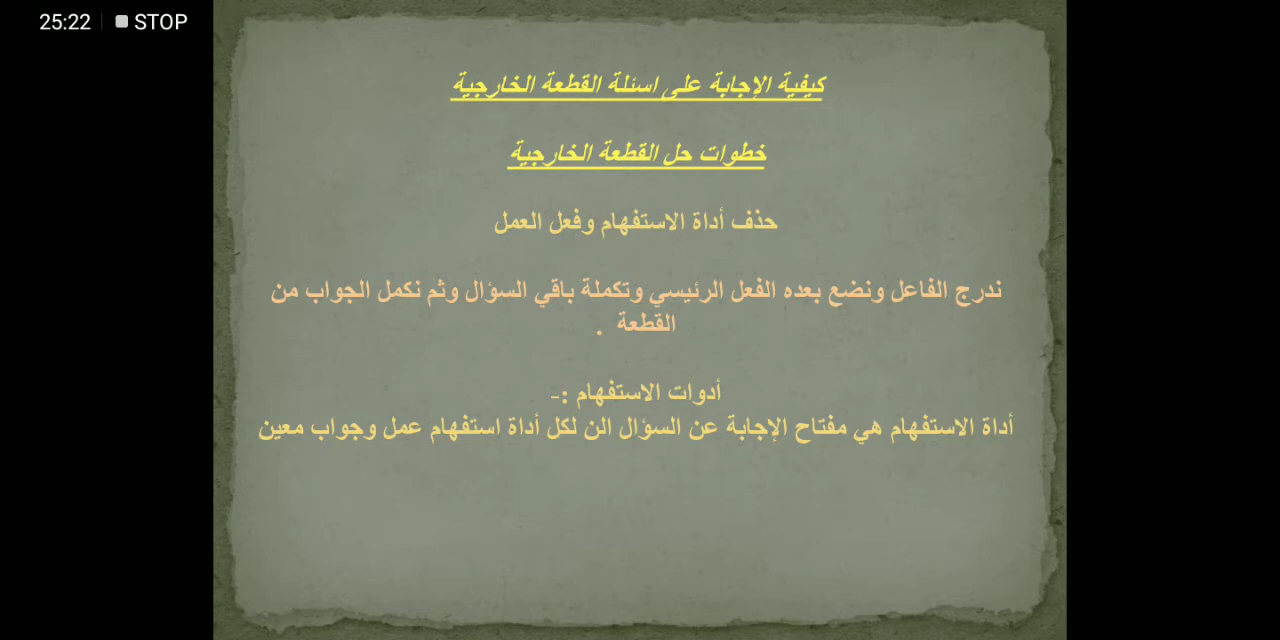 25:22 STOP
كيفية الإجابة على اسئلة القطعة الخارجية
خطوات حل القطعة الخارجية
حذف أداة الاستفهام وفعل العمل
ندرج الفاعل ونضع بعده الفعل الرئيسي وتكملة باقي السؤال وثم نكمل الجواب من
القطعة .
أدوات الاستفهام :-
أداة الاستفهام هي مفتاح الإجابة عن السؤال الن لكل أداة استفهام عمل وجواب معين